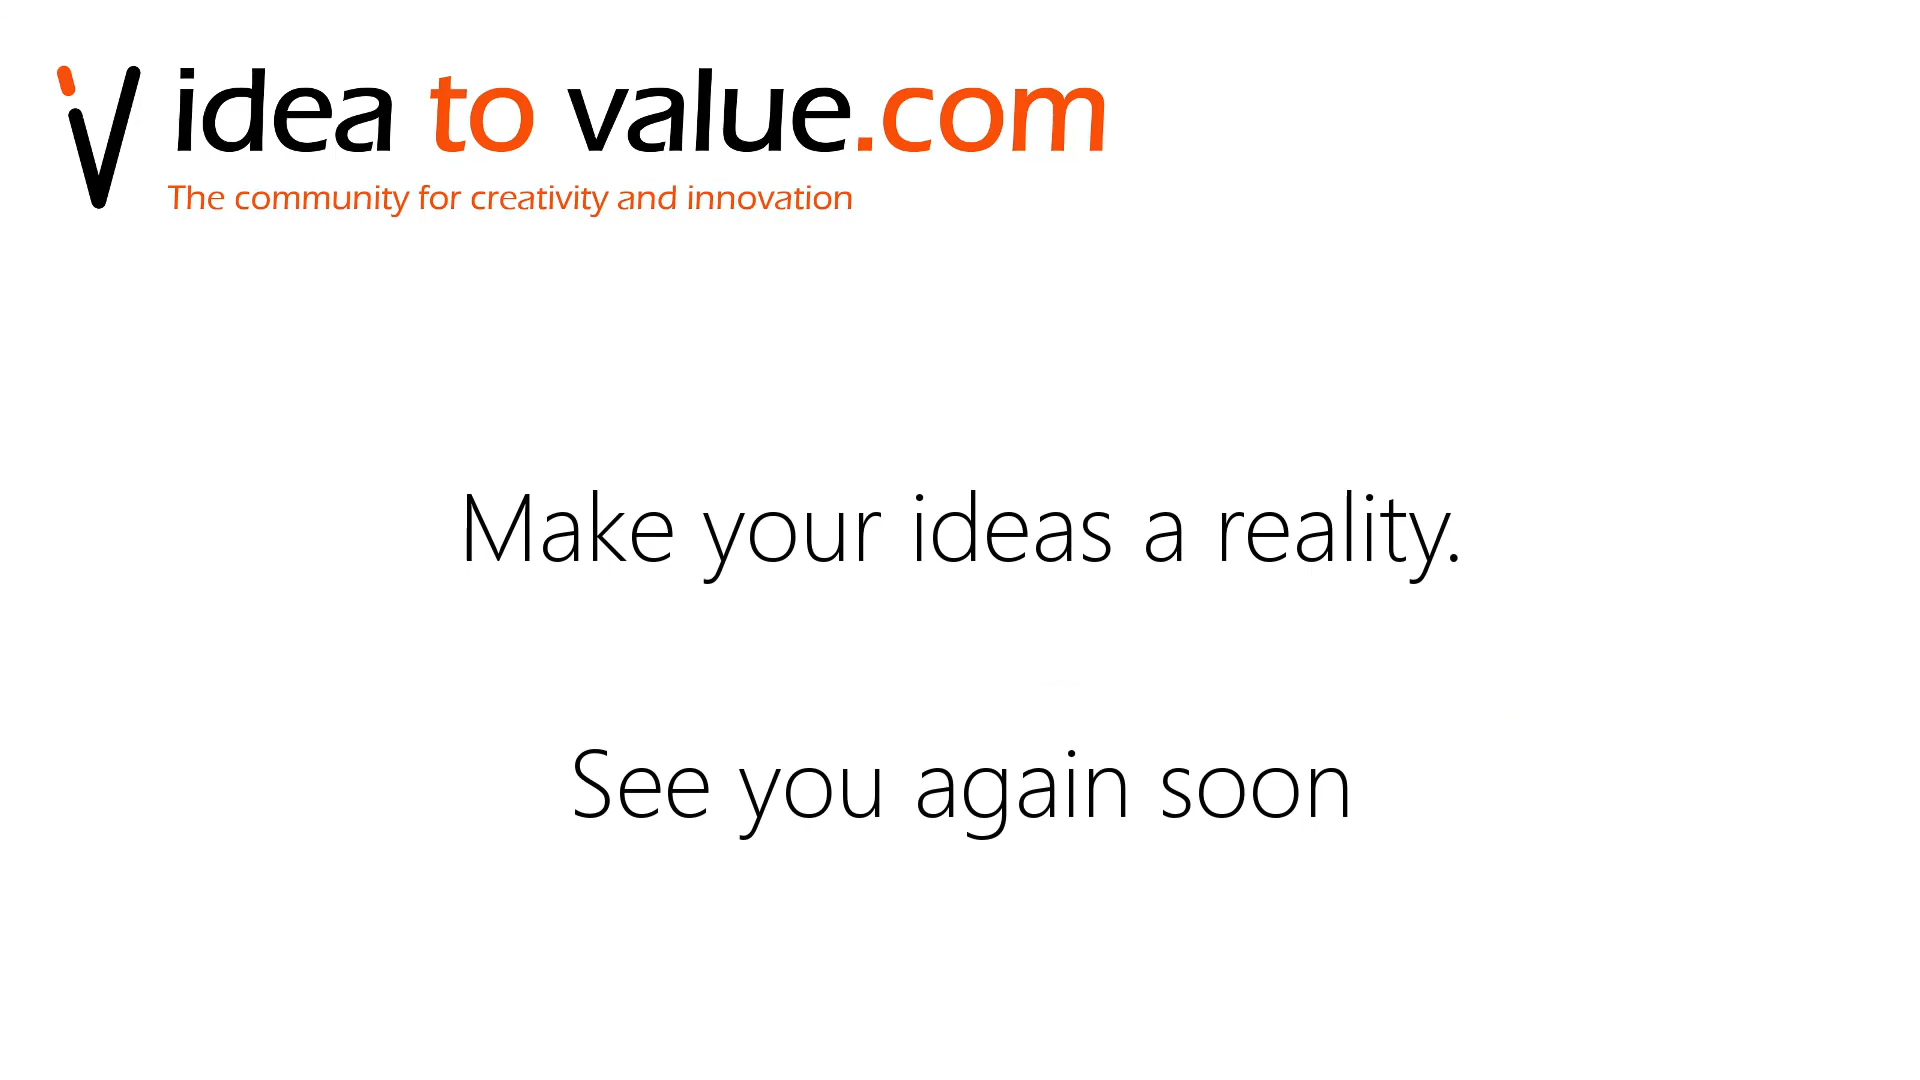 idea to value.com
The community for creativity and innovation
Make your ideas a reality.
See you again soon